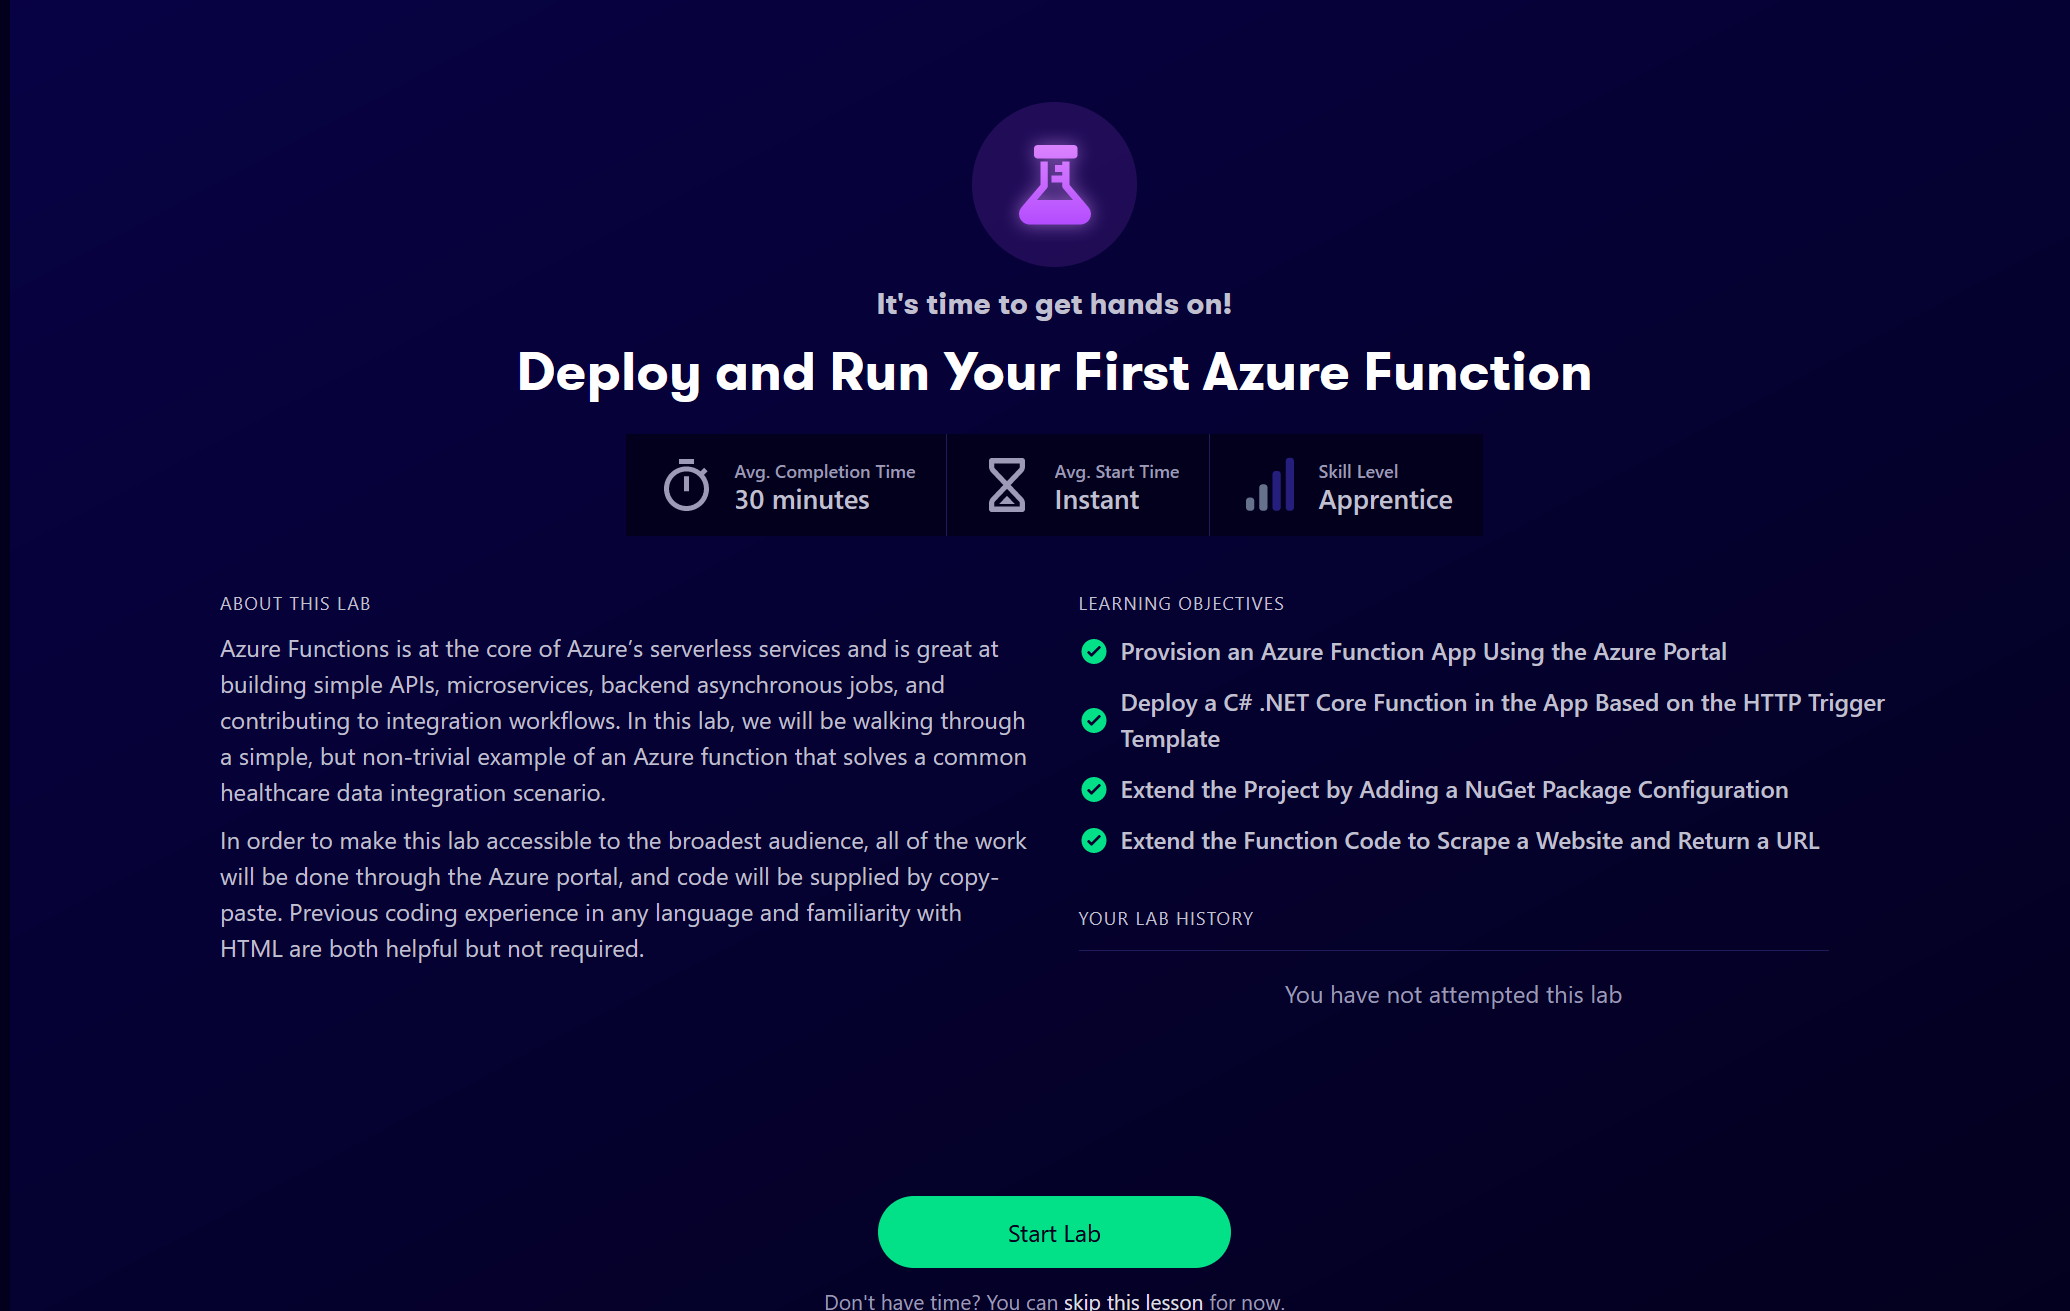 It's time to get hands on!
Deploy and Run Your First Azure Function
Avg. Completion Time
30 minutes
Avg. Start Time
Instant
Skill Level
Apprentice
ABOUT THIS LAB
Azure Functions is at the core of Azure’s serverless services and is great at
building simple APIs, microservices, backend asynchronous jobs, and
contributing to integration workflows. In this lab, we will be walking through
a simple, but non-trivial example of an Azure function that solves a common
healthcare data integration scenario.
In order to make this lab accessible to the broadest audience, all of the work
will be done through the Azure portal, and code will be supplied by copy-
paste. Previous coding experience in any language and familiarity with
HTML are both helpful but not required.
LEARNING OBJECTIVES
Provision an Azure Function App Using the Azure Portal
Deploy a C# .NET Core Function in the App Based on the HTTP Trigger
Template
Extend the Project by Adding a NuGet Package Configuration
Extend the Function Code to Scrape a Website and Return a URL
YOUR LAB HISTORY
You have not attempted this lab
Start Lab
Don't have time? You can skip this lesson for now.